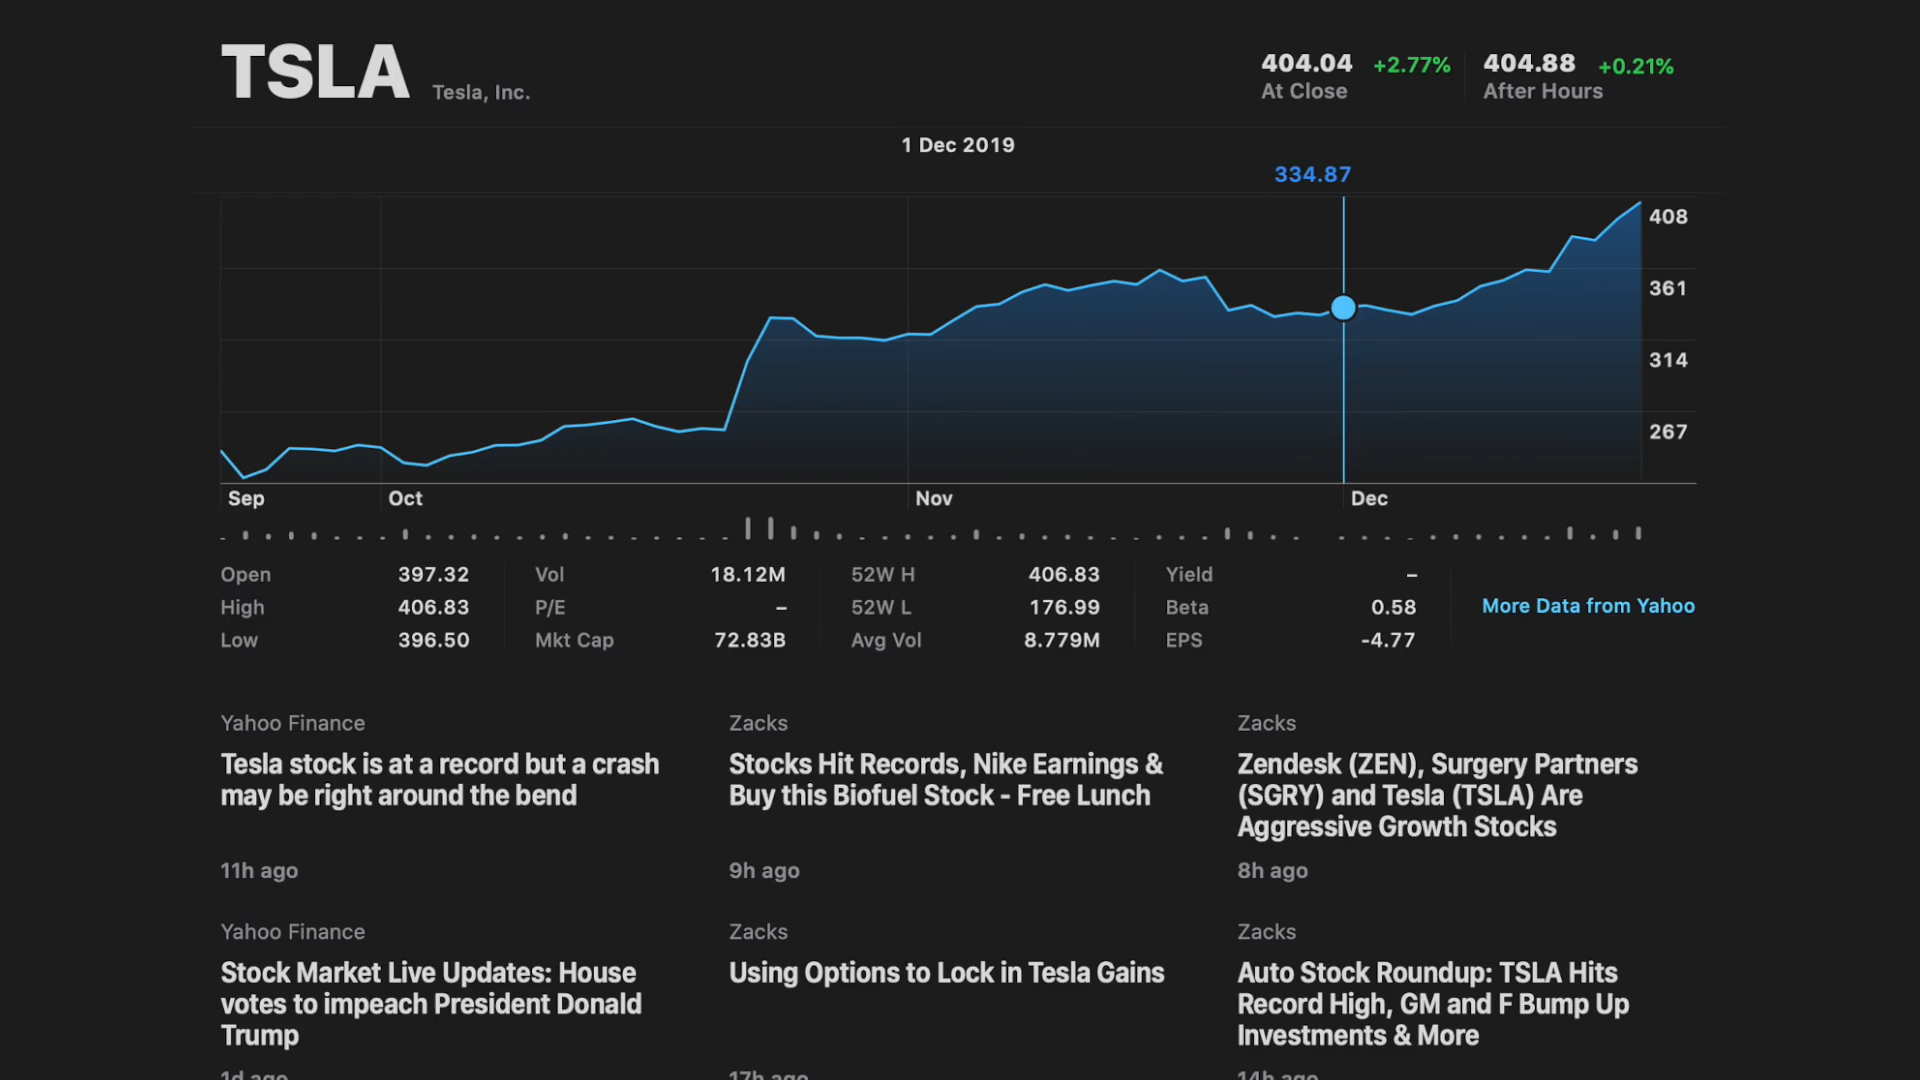 TSLA Tesla, Inc.
404.04 +2.77% 404.88 +0.21%
At Close After Hours
1 Dec 2019
334.87
408
361
314
267
Sep Oct Nov Dec
Open 397.32 Vol 18.12M 52W H 406.83 Yield –
High 406.83 P/E – 52W L 176.99 Beta 0.58 More Data from Yahoo
Low 396.50 Mkt Cap 72.83B Avg Vol 8.779M EPS -4.77
Yahoo Finance
Tesla stock is at a record but a crash
may be right around the bend
11h ago
Zacks
Stocks Hit Records, Nike Earnings &
Buy this Biofuel Stock - Free Lunch
9h ago
Zacks
Zendesk (ZEN), Surgery Partners
(SGRY) and Tesla (TSLA) Are
Aggressive Growth Stocks
8h ago
Yahoo Finance
Stock Market Live Updates: House
votes to impeach President Donald
Trump
1d ago
Zacks
Using Options to Lock in Tesla Gains
17h ago
Zacks
Auto Stock Roundup: TSLA Hits
Record High, GM and F Bump Up
Investments & More
14h ago